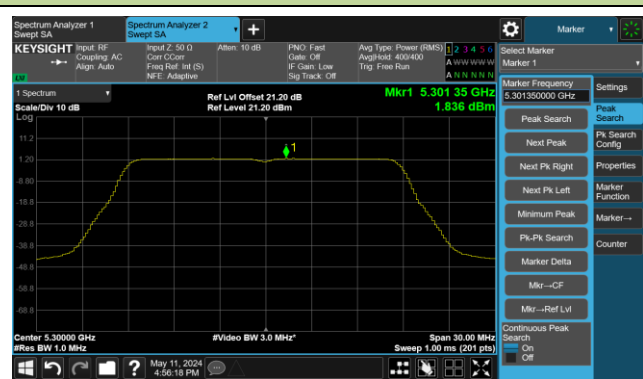 Spectrum Analyzer 1
Swept SA
Spectrum Analyzer 2
Swept SA
Marker
KEYSIGHT
Input: RF
Coupling: AC
Align: Auto
Input Z: 50 Ω
Corr CCorr
Freq Ref: Int (S)
NFE: Adaptive
Atten: 10 dB
PNO: Fast
Gate: Off
IF Gain: Low
Sig Track: Off
Avg Type: Power (RMS)
Avg|Hold: 400/400
Trig: Free Run
1 2 3 4 5 6
A W W W W W
A N N N N N
LXI
1 Spectrum
Scale/Div 10 dB
Ref Lvl Offset 21.20 dB
Ref Level 21.20 dBm
Mkr1 5.301 35 GHz
1.836 dBm
Log
11.2
1.20
-8.80
-18.8
-28.8
-38.8
-48.8
-58.8
-68.8
1
Center 5.30000 GHz
#Res BW 1.0 MHz
#Video BW 3.0 MHz*
Span 30.00 MHz
Sweep 1.00 ms (201 pts)
May 11, 2024
4:56:18 PM
Select Marker
Marker 1
Marker Frequency
5.301350000 GHz
Peak Search
Next Peak
Next Pk Right
Next Pk Left
Minimum Peak
Pk-Pk Search
Marker Delta
Mkr→CF
Mkr→Ref Lvl
Continuous Peak
Search
On
Off
Settings
Peak
Search
Pk Search
Config
Properties
Marker
Function
Marker→
Counter